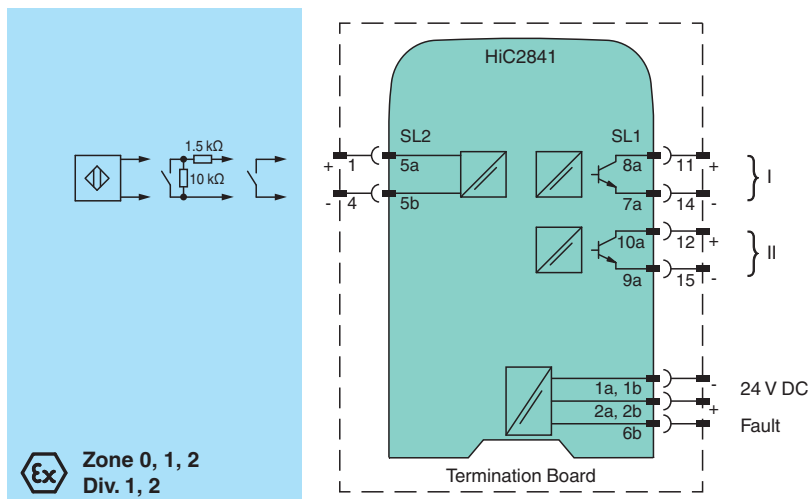 HiC2841
SL2
SL1
1.5 kΩ
10 kΩ
+ 1
5a
8a
11 +
I
- 4
5b
7a
14 -
10a
12 +
II
9a
15 -
1a, 1b
-
24 V DC
2a, 2b
+
6b
Fault
Ex
Zone 0, 1, 2
Div. 1, 2
Termination Board